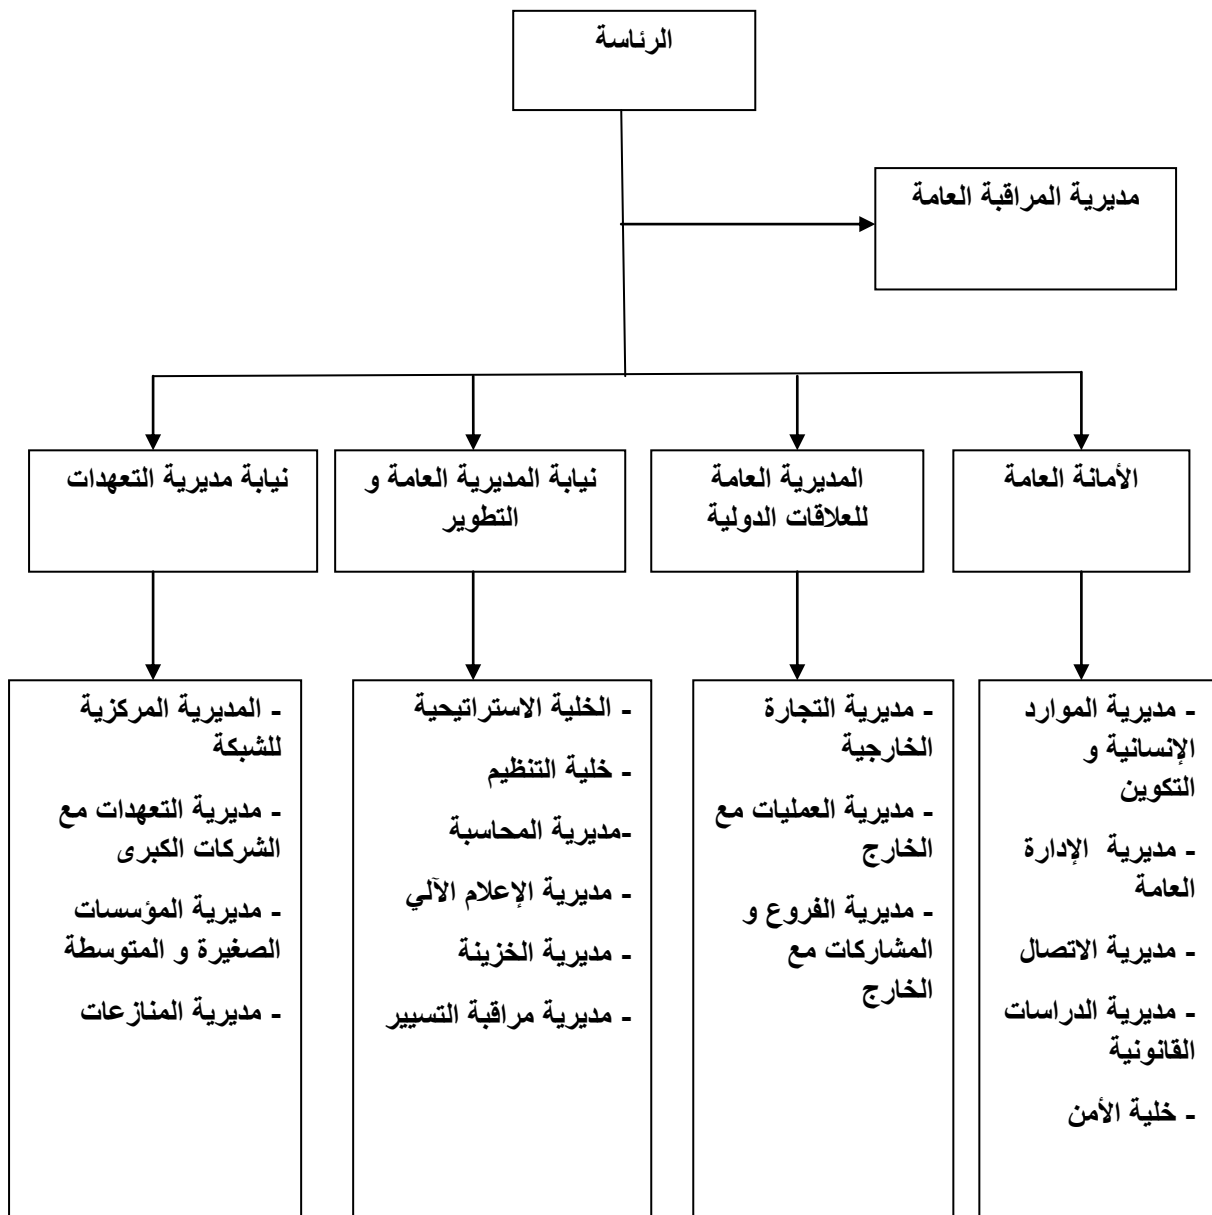 الرئاسة
مديرية المراقبة العامة
الأمانة العامة
المديرية العامة
للعلاقات الدولية
نيابة المديرية العامة و
التطوير
نيابة مديرية التعهدات
- مديرية الموارد
الإنسانية و
التكوين
- مديرية الإدارة
العامة
- مديرية الاتصال
- مديرية الدراسات
القانونية
- خلية الأمن
- مديرية التجارة
الخارجية
- مديرية العمليات مع
الخارج
- مديرية الفروع و
المشاركات مع
الخارج
- الخلية الاستراتيحية
- خلية التنظيم
-مديرية المحاسبة
- مديرية الإعلام الآلي
- مديرية الخزينة
- مديرية مراقبة التسيير
- المديرية المركزية
للشبكة
- مديرية التعهدات مع
الشركات الكبرى
- مديرية المؤسسات
الصغيرة و المتوسطة
- مديرية المنازعات